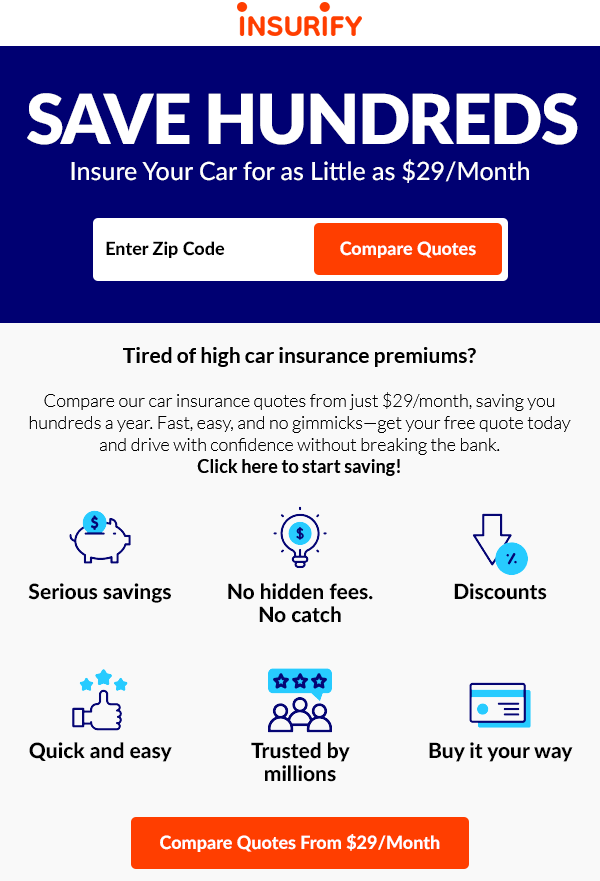 INSURIFY
SAVE HUNDREDS
Insure Your Car for as Little as $29/Month
Enter Zip Code
Compare Quotes
Tired of high car insurance premiums?
Compare our car insurance quotes from just $29/month, saving you
hundreds a year. Fast, easy, and no gimmicks—get your free quote today
and drive with confidence without breaking the bank.
Click here to start saving!
$
$
%
Serious savings
No hidden fees.
No catch
Discounts
Quick and easy
Trusted by
millions
Buy it your way
Compare Quotes From $29/Month